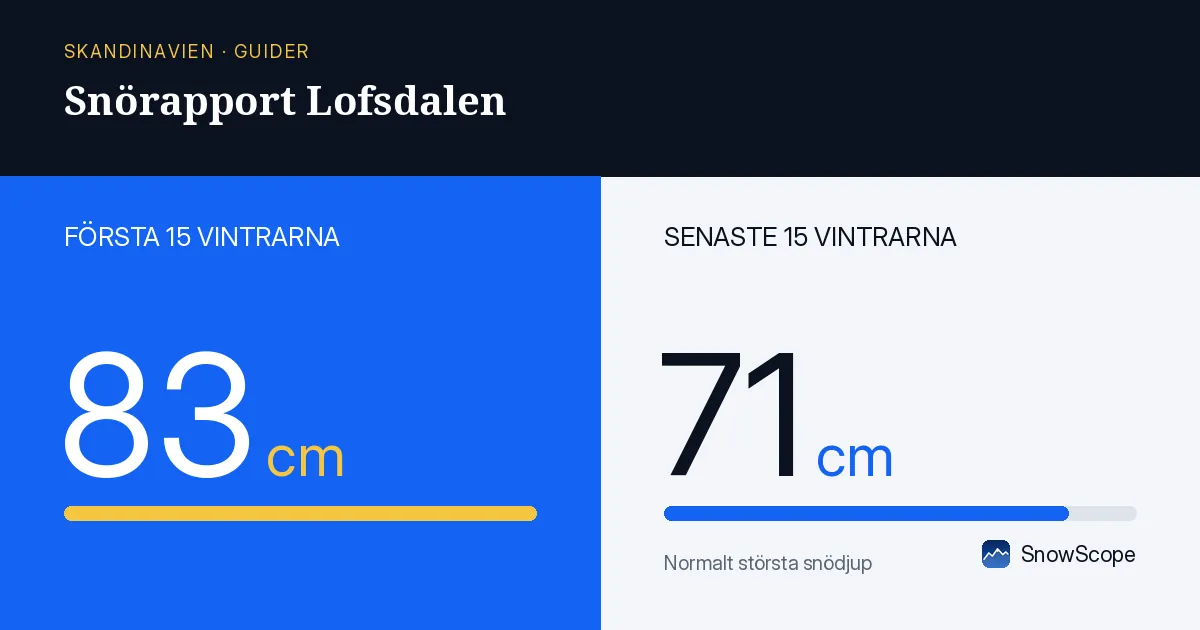 SKANDINAVIEN · GUIDER
Snörapport Lofsdalen
FÖRSTA 15 VINTRARNA
83 cm
SENASTE 15 VINTRARNA
71 cm
Normalt största snödjup
SnowScope